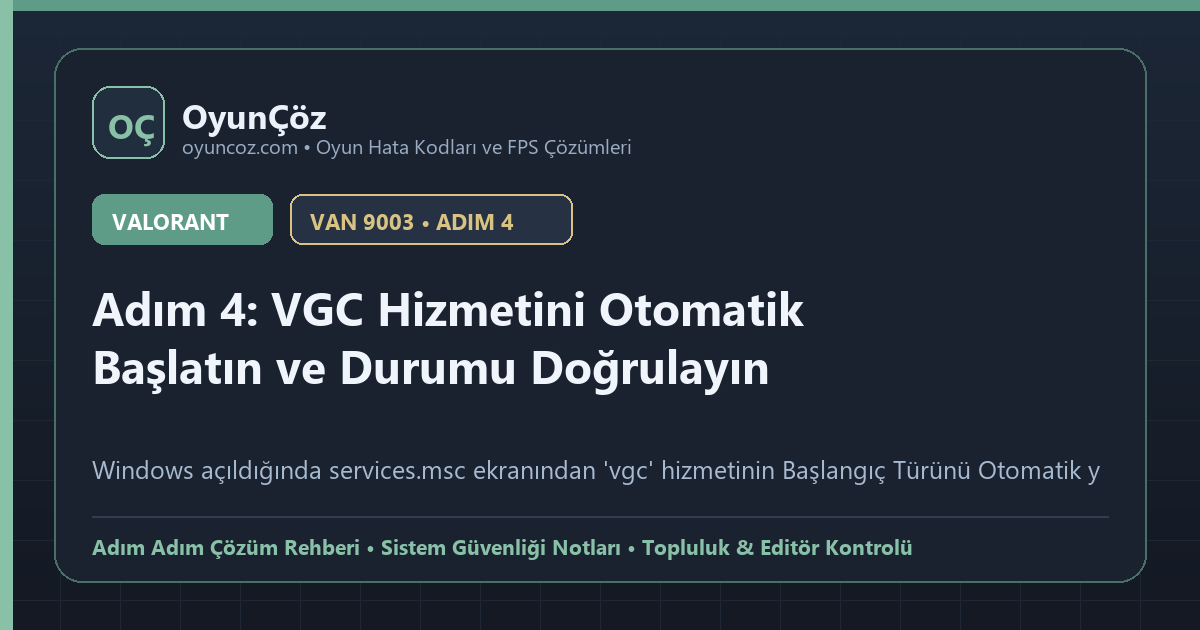 OÇ
OyunÇöz
oyuncoz.com • Oyun Hata Kodları ve FPS Çözümleri
VALORANT
VAN 9003 • ADIM 4
Adım 4: VGC Hizmetini Otomatik
Başlatın ve Durumu Doğrulayın
Windows açıldığında services.msc ekranından 'vgc' hizmetinin Başlangıç Türünü Otomatik y
Adım Adım Çözüm Rehberi • Sistem Güvenliği Notları • Topluluk & Editör Kontrolü